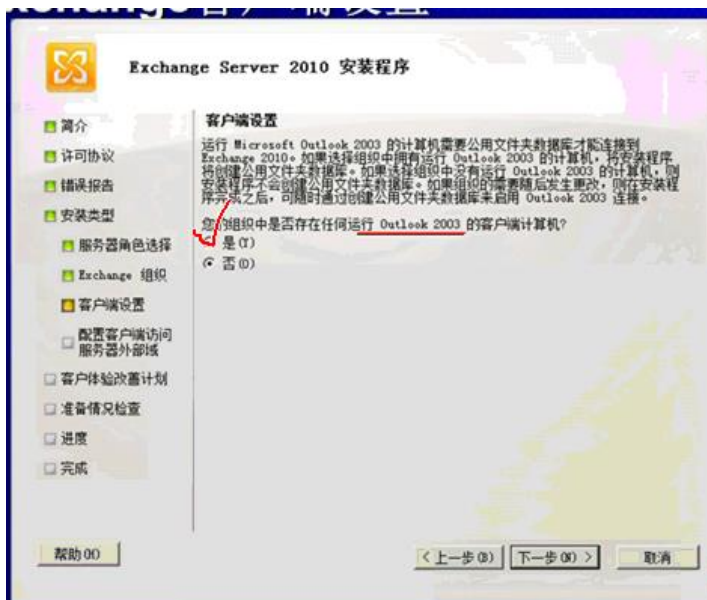 Exchange Server 2010 安装程序
简介
许可协议
错误报告
安装类型
服务器角色选择
Exchange 组织
客户端设置
配置客户端访问
服务器外部域
客户体验改善计划
准备情况检查
进度
完成
客户端设置
运行 Microsoft Outlook 2003 的计算机需要公用文件夹数据库才能连接到
Exchange 2010。如果选择组织中拥有运行 Outlook 2003 的计算机，将安装程序
将创建公用文件夹数据库。如果选择组织中没有运行 Outlook 2003 的计算机，则
安装程序不会创建公用文件夹数据库。如果组织的需要随后发生更改，则在安装程
序完成之后，可随时通过创建公用文件夹数据库来启用 Outlook 2003 连接。
您的组织中是否存在任何运行 Outlook 2003 的客户端计算机?
是(Y)
否(O)
帮助(H)
< 上一步(B)
下一步(N) >
取消